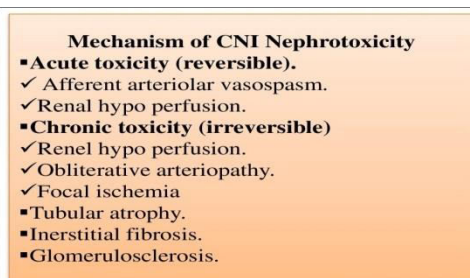 Mechanism of CNI Nephrotoxicity
▪Acute toxicity (reversible).
✓ Afferent arteriolar vasospasm.
✓Renal hypo perfusion.
▪Chronic toxicity (irreversible)
✓Renel hypo perfusion.
✓Obliterative arteriopathy.
✓Focal ischemia
▪Tubular atrophy.
▪Inerstitial fibrosis.
▪Glomerulosclerosis.